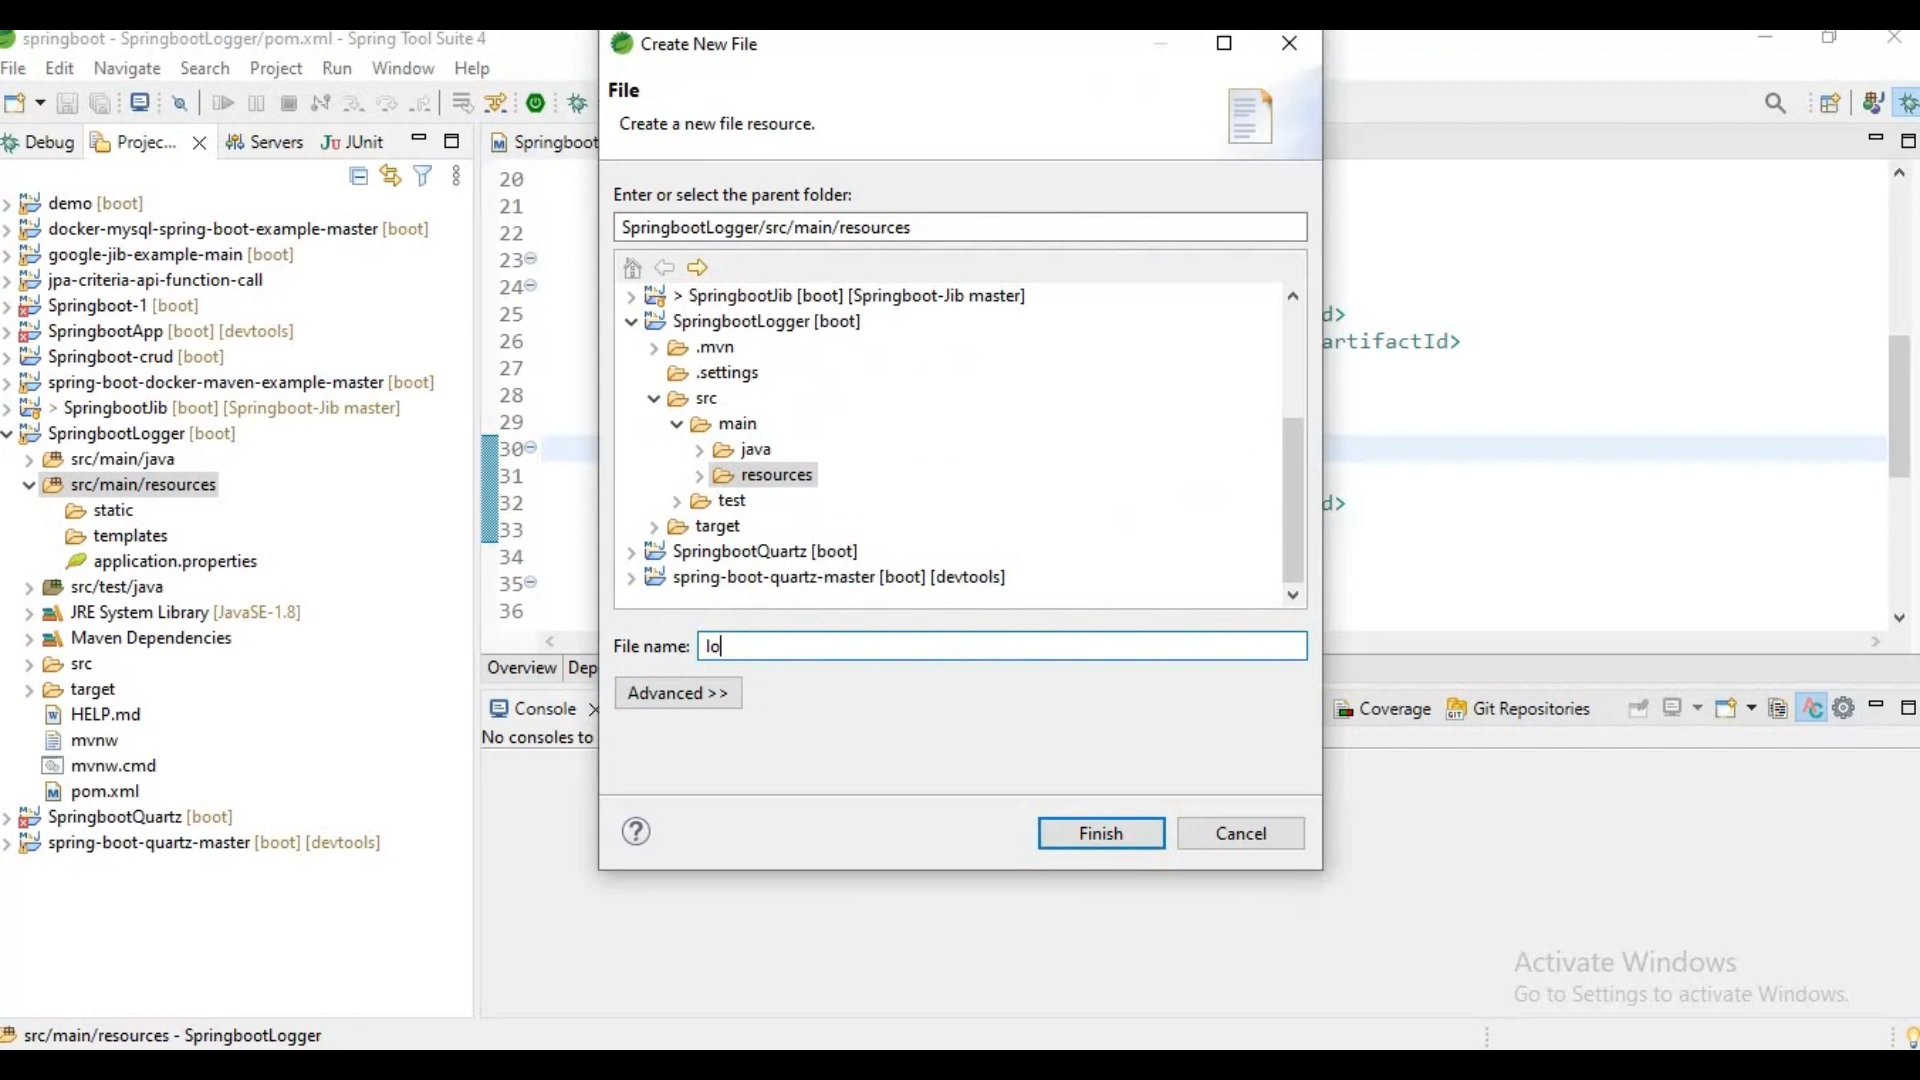 springboot - SpringbootLogger/pom.xml - Spring Tool Suite 4
File Edit Navigate Search Project Run Window Help
Debug Projec... Servers JUnit
demo [boot]
docker-mysql-spring-boot-example-master [boot]
google-jib-example-main [boot]
jpa-criteria-api-function-call
Springboot-1 [boot]
SpringbootApp [boot] [devtools]
Springboot-crud [boot]
spring-boot-docker-maven-example-master [boot]
> SpringbootJib [boot] [Springboot-Jib master]
SpringbootLogger [boot]
src/main/java
src/main/resources
static
templates
application.properties
src/test/java
JRE System Library [JavaSE-1.8]
Maven Dependencies
src
target
HELP.md
mvnw
mvnw.cmd
pom.xml
SpringbootQuartz [boot]
spring-boot-quartz-master [boot] [devtools]
src/main/resources - SpringbootLogger
Springboot
20
21
22
23
24
25
26
27
28
29
30
31
32
33
34
35
36
d>
artifactId>
d>
Overview Dep
Console
No consoles to
Coverage Git Repositories
Create New File
File
Create a new file resource.
Enter or select the parent folder:
SpringbootLogger/src/main/resources
> SpringbootJib [boot] [Springboot-Jib master]
SpringbootLogger [boot]
.mvn
.settings
src
main
java
resources
test
target
SpringbootQuartz [boot]
spring-boot-quartz-master [boot] [devtools]
File name: lo
Advanced >>
Finish Cancel
Activate Windows
Go to Settings to activate Windows.